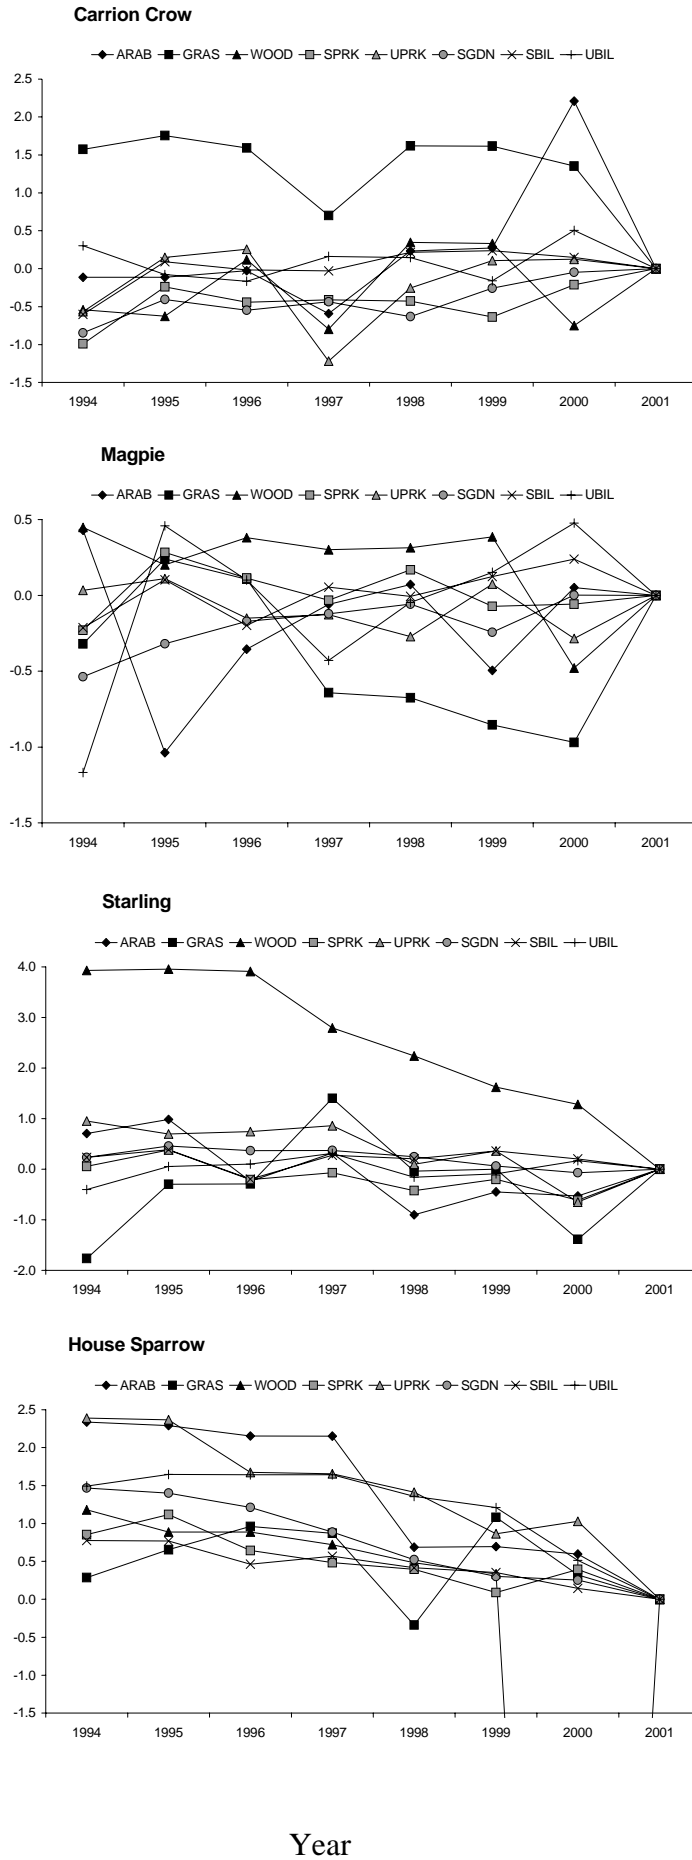 Carrion Crow
ARAB GRAS WOOD SPRK UPRK SGDN SBIL UBIL
2.5
2.0
1.5
1.0
0.5
0.0
-0.5
-1.0
-1.5
1994 1995 1996 1997 1998 1999 2000 2001
Magpie
ARAB GRAS WOOD SPRK UPRK SGDN SBIL UBIL
0.5
0.0
-0.5
-1.0
-1.5
1994 1995 1996 1997 1998 1999 2000 2001
Starling
ARAB GRAS WOOD SPRK UPRK SGDN SBIL UBIL
4.0
3.0
2.0
1.0
0.0
-1.0
-2.0
1994 1995 1996 1997 1998 1999 2000 2001
House Sparrow
ARAB GRAS WOOD SPRK UPRK SGDN SBIL UBIL
2.5
2.0
1.5
1.0
0.5
0.0
-0.5
-1.0
-1.5
1994 1995 1996 1997 1998 1999 2000 2001
Year